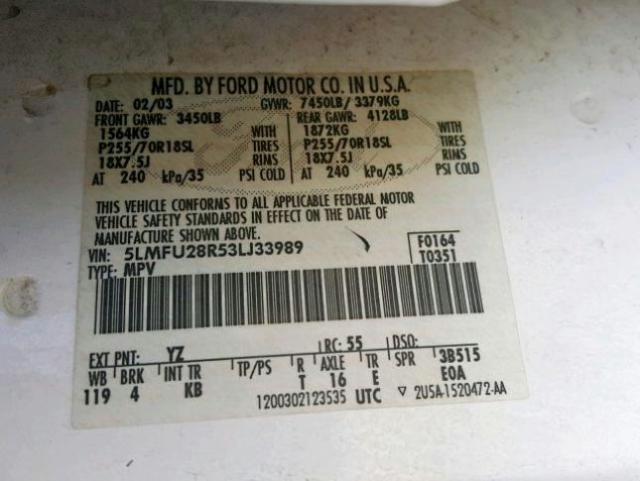 MFD. BY FORD MOTOR CO. IN U.S.A.
DATE: 02/03 GVWR: 7450LB/ 3379KG
FRONT GAWR: 3450LB REAR GAWR: 4128LB
1564KG WITH 1872KG WITH
P255/70R18SL TIRES P255/70R18SL TIRES
18X7.5J RIMS 18X7.5J RIMS
AT 240 kPa/35 PSI COLD AT 240 kPa/35 PSI COLD
THIS VEHICLE CONFORMS TO ALL APPLICABLE FEDERAL MOTOR
VEHICLE SAFETY STANDARDS IN EFFECT ON THE DATE OF
MANUFACTURE SHOWN ABOVE.
VIN: 5LMFU28R53LJ33989 F0164
TYPE: MPV T0351
EXT PNT: YZ RC: 55 DSO:
WB BRK INT TR TP/PS R AXLE TR SPR 3B515
119 4 KB T 16 E E0A
1200302123535 UTC ▽ 2U5A-1520472-AA